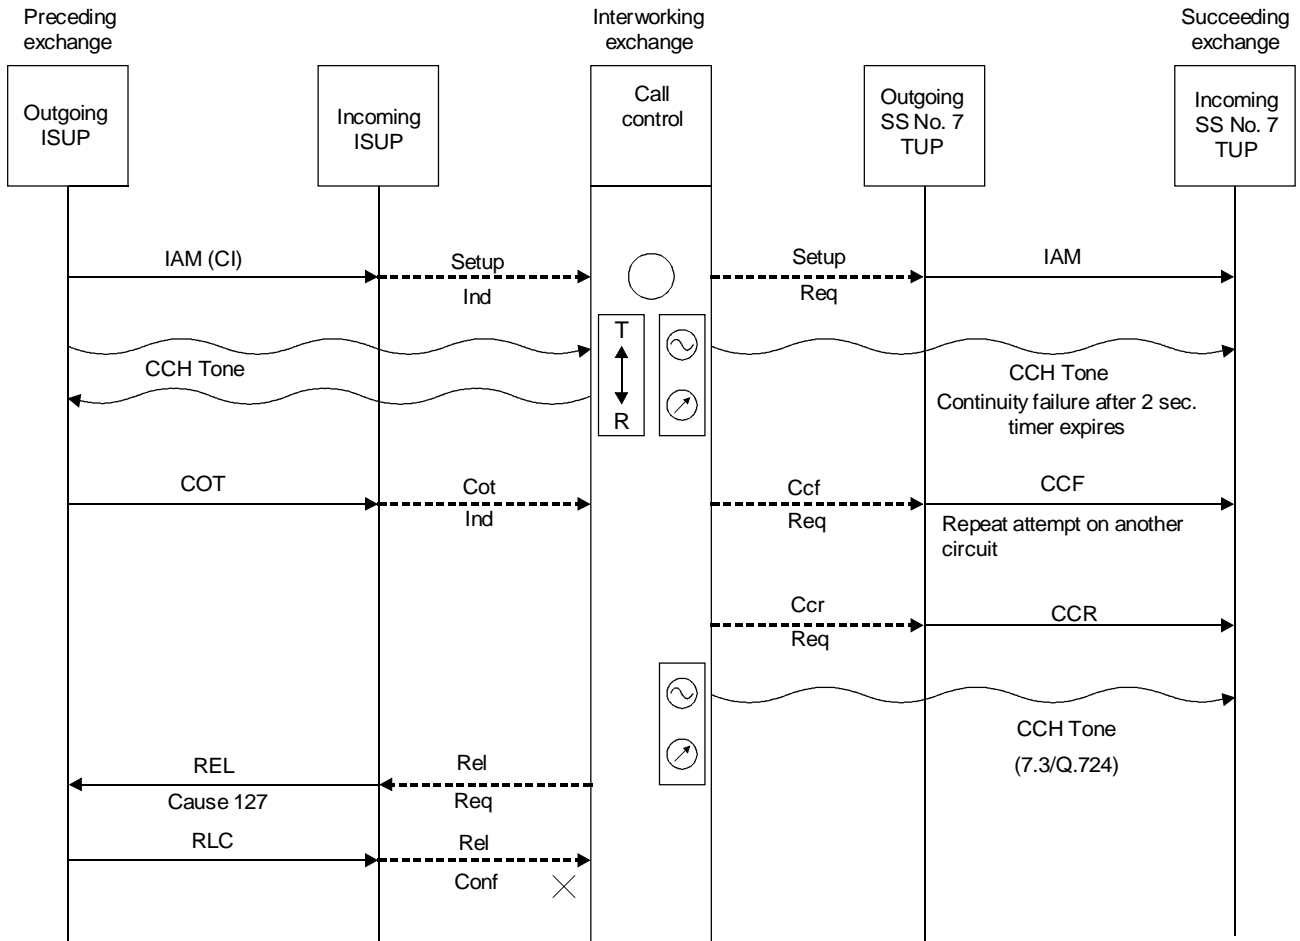 Preceding
exchange
Interworking
exchange
Succeeding
exchange
Outgoing
ISUP
Incoming
ISUP
Call
control
Outgoing
SS No. 7
TUP
Incoming
SS No. 7
TUP
IAM (CI)
Setup
Ind
Setup
Req
IAM
T
R
CCH Tone
CCH Tone
Continuity failure after 2 sec.
timer expires
COT
Cot
Ind
Ccf
Req
CCF
Repeat attempt on another
circuit
Ccr
Req
CCR
CCH Tone
(7.3/Q.724)
REL
Cause 127
Rel
Req
RLC
Rel
Conf